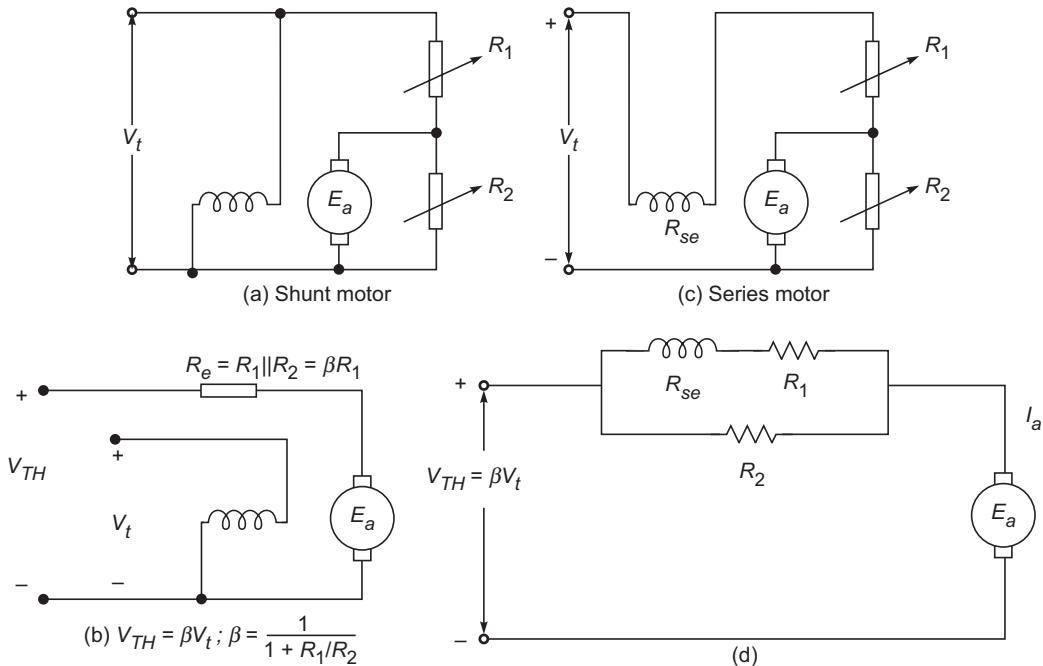 V_t
R_1
E_a
R_2
(a) Shunt motor
+
V_t
–
R_se
R_1
E_a
R_2
(c) Series motor
R_e = R_1||R_2 = βR_1
+
V_TH
–
+
V_t
–
E_a
(b) V_TH = βV_t ; β = 1 / (1 + R_1/R_2)
+
V_TH = βV_t
–
R_se
R_1
R_2
I_a
E_a
(d)